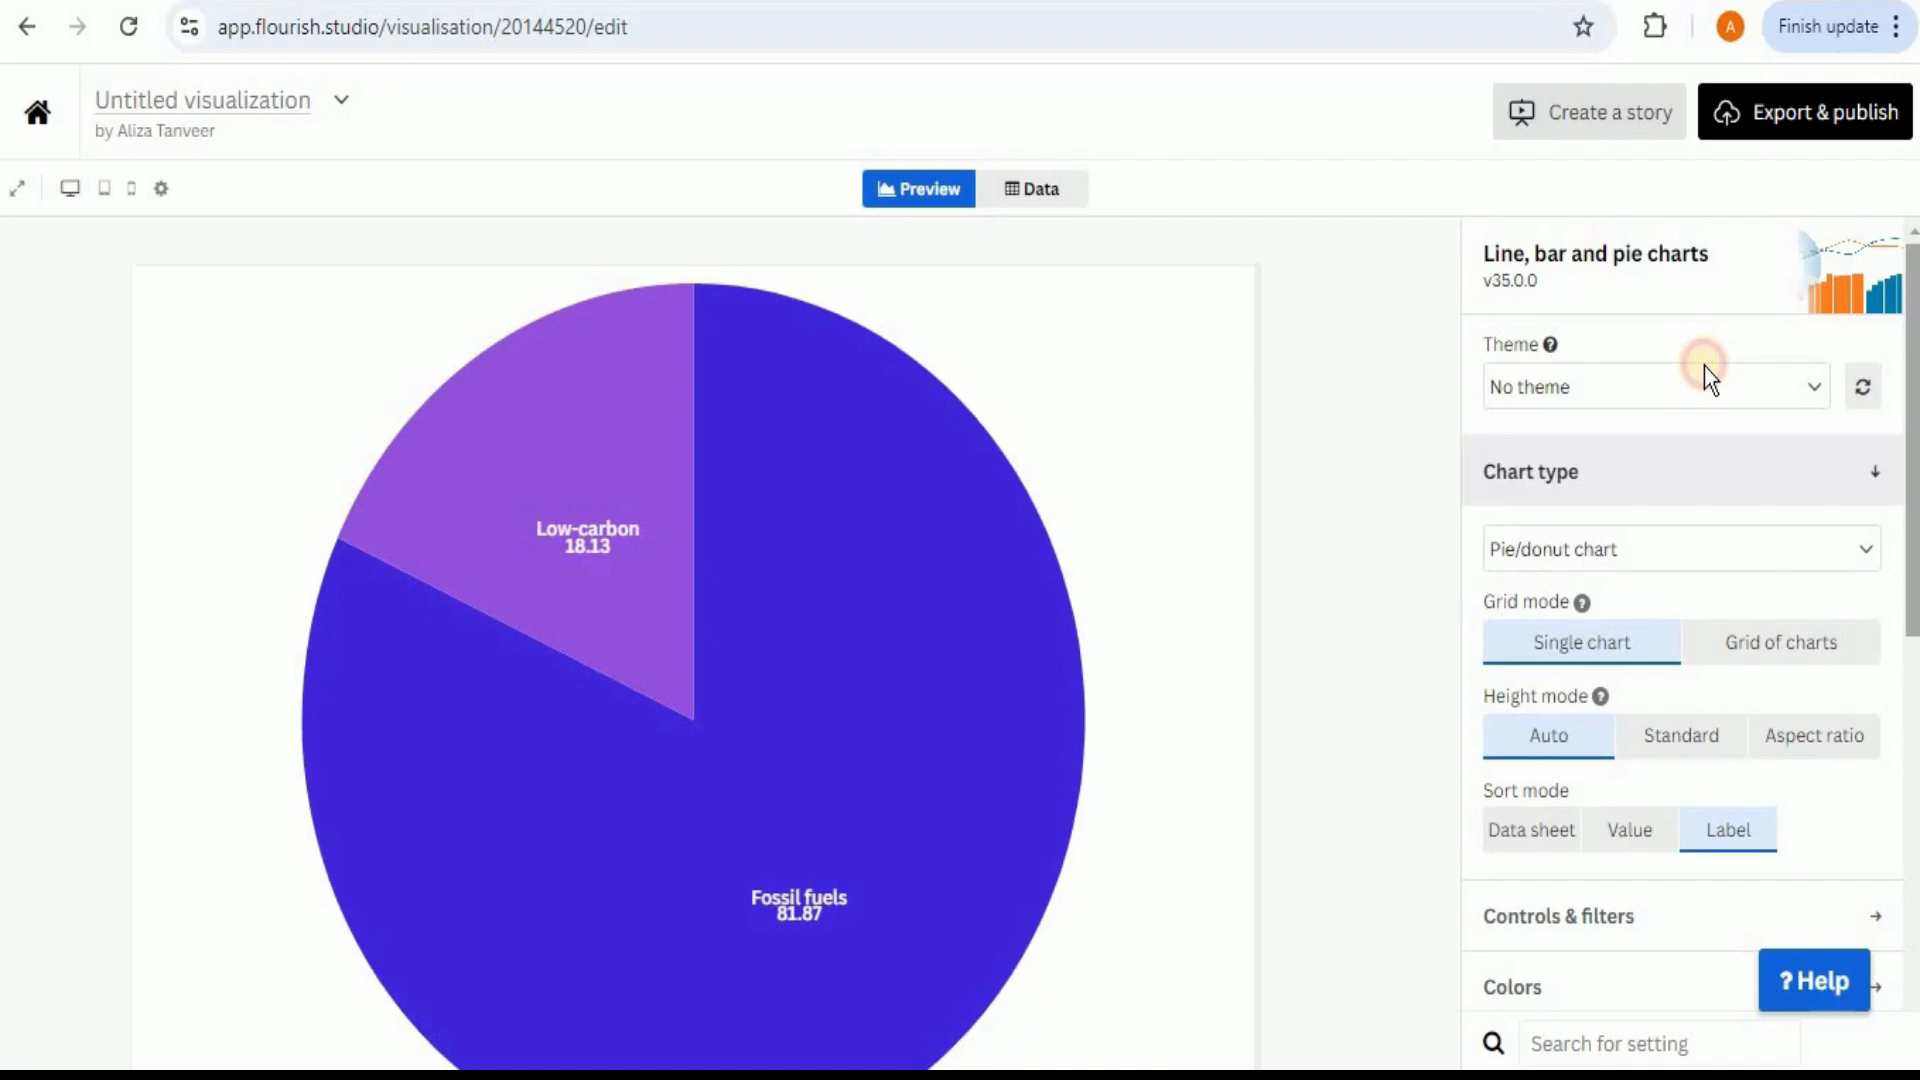 app.flourish.studio/visualisation/20144520/edit
A
Finish update
Untitled visualization
by Aliza Tanveer
Create a story
Export & publish
Preview
Data
Line, bar and pie charts
v35.0.0
Theme ?
No theme
Chart type
Pie/donut chart
Grid mode ?
Single chart
Grid of charts
Height mode ?
Auto
Standard
Aspect ratio
Sort mode
Data sheet
Value
Label
Controls & filters
Colors
? Help
Search for setting
Low-carbon
18.13
Fossil fuels
81.87